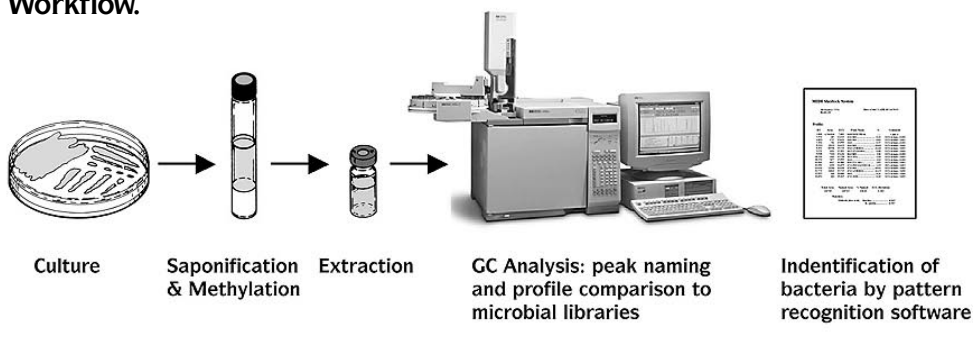 Workflow.
Culture
Saponification
& Methylation
Extraction
GC Analysis: peak naming
and profile comparison to
microbial libraries
Indentification of
bacteria by pattern
recognition software